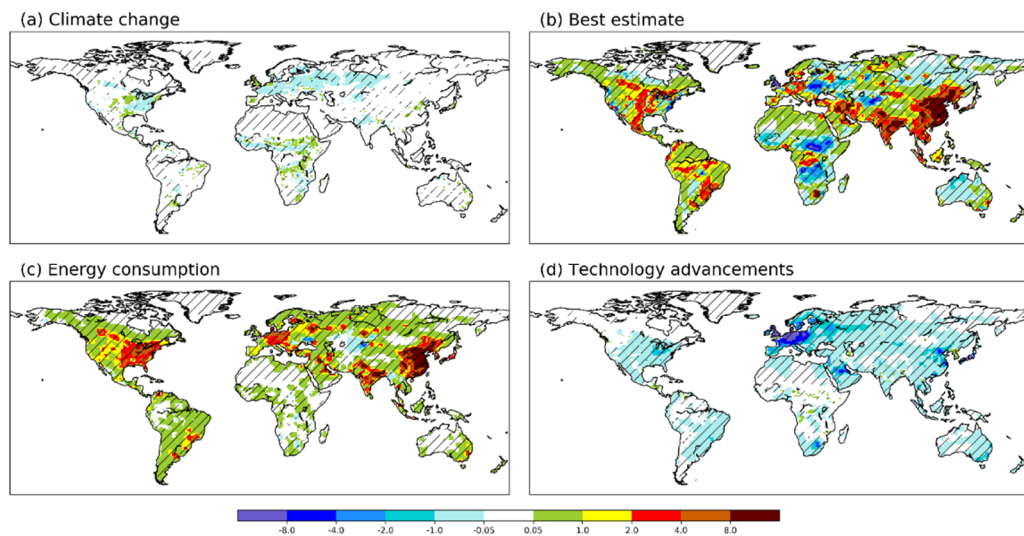 (a) Climate change
(b) Best estimate
(c) Energy consumption
(d) Technology advancements
-8.0 -4.0 -2.0 -1.0 -0.05 0.05 1.0 2.0 4.0 8.0